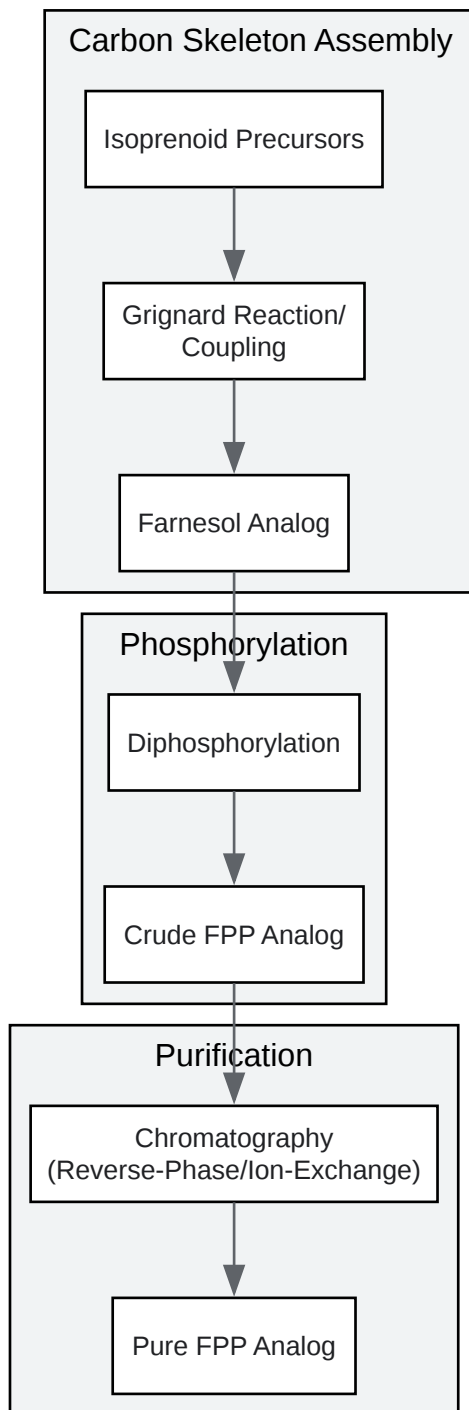 Carbon Skeleton Assembly
Isoprenoid Precursors
Grignard Reaction/
Coupling
Farnesol Analog
Phosphorylation
Diphosphorylation
Crude FPP Analog
Purification
Chromatography
(Reverse-Phase/Ion-Exchange)
Pure FPP Analog